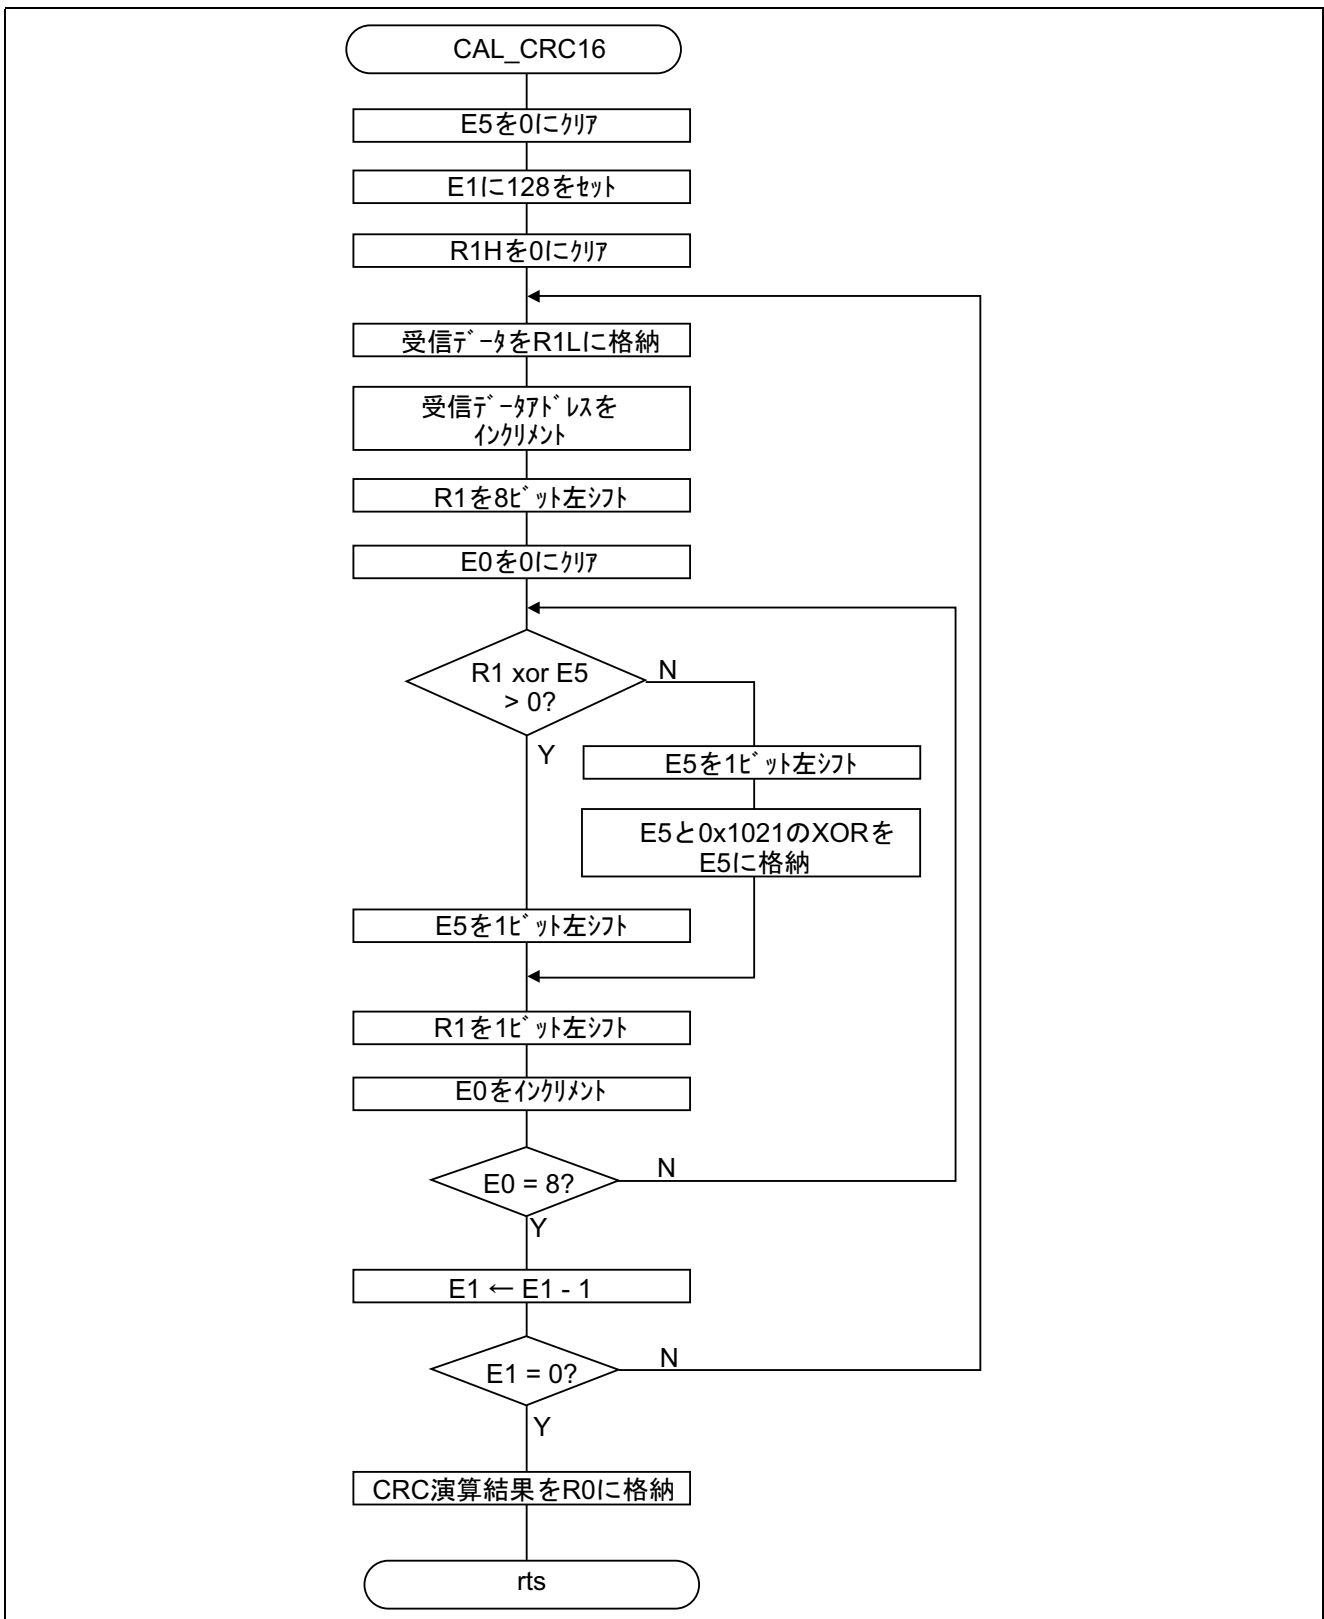 CAL_CRC16
E5を0にｸﾘｱ
E1に128をｾｯﾄ
R1Hを0にｸﾘｱ
受信ﾃﾞｰﾀをR1Lに格納
受信ﾃﾞｰﾀｱﾄﾞﾚｽを
ｲﾝｸﾘﾒﾝﾄ
R1を8ﾋﾞｯﾄ左ｼﾌﾄ
E0を0にｸﾘｱ
R1 xor E5
> 0?
N
Y
E5を1ﾋﾞｯﾄ左ｼﾌﾄ
E5と0x1021のXORを
E5に格納
E5を1ﾋﾞｯﾄ左ｼﾌﾄ
R1を1ﾋﾞｯﾄ左ｼﾌﾄ
E0をｲﾝｸﾘﾒﾝﾄ
E0 = 8?
N
Y
E1 ← E1 - 1
E1 = 0?
N
Y
CRC演算結果をR0に格納
rts